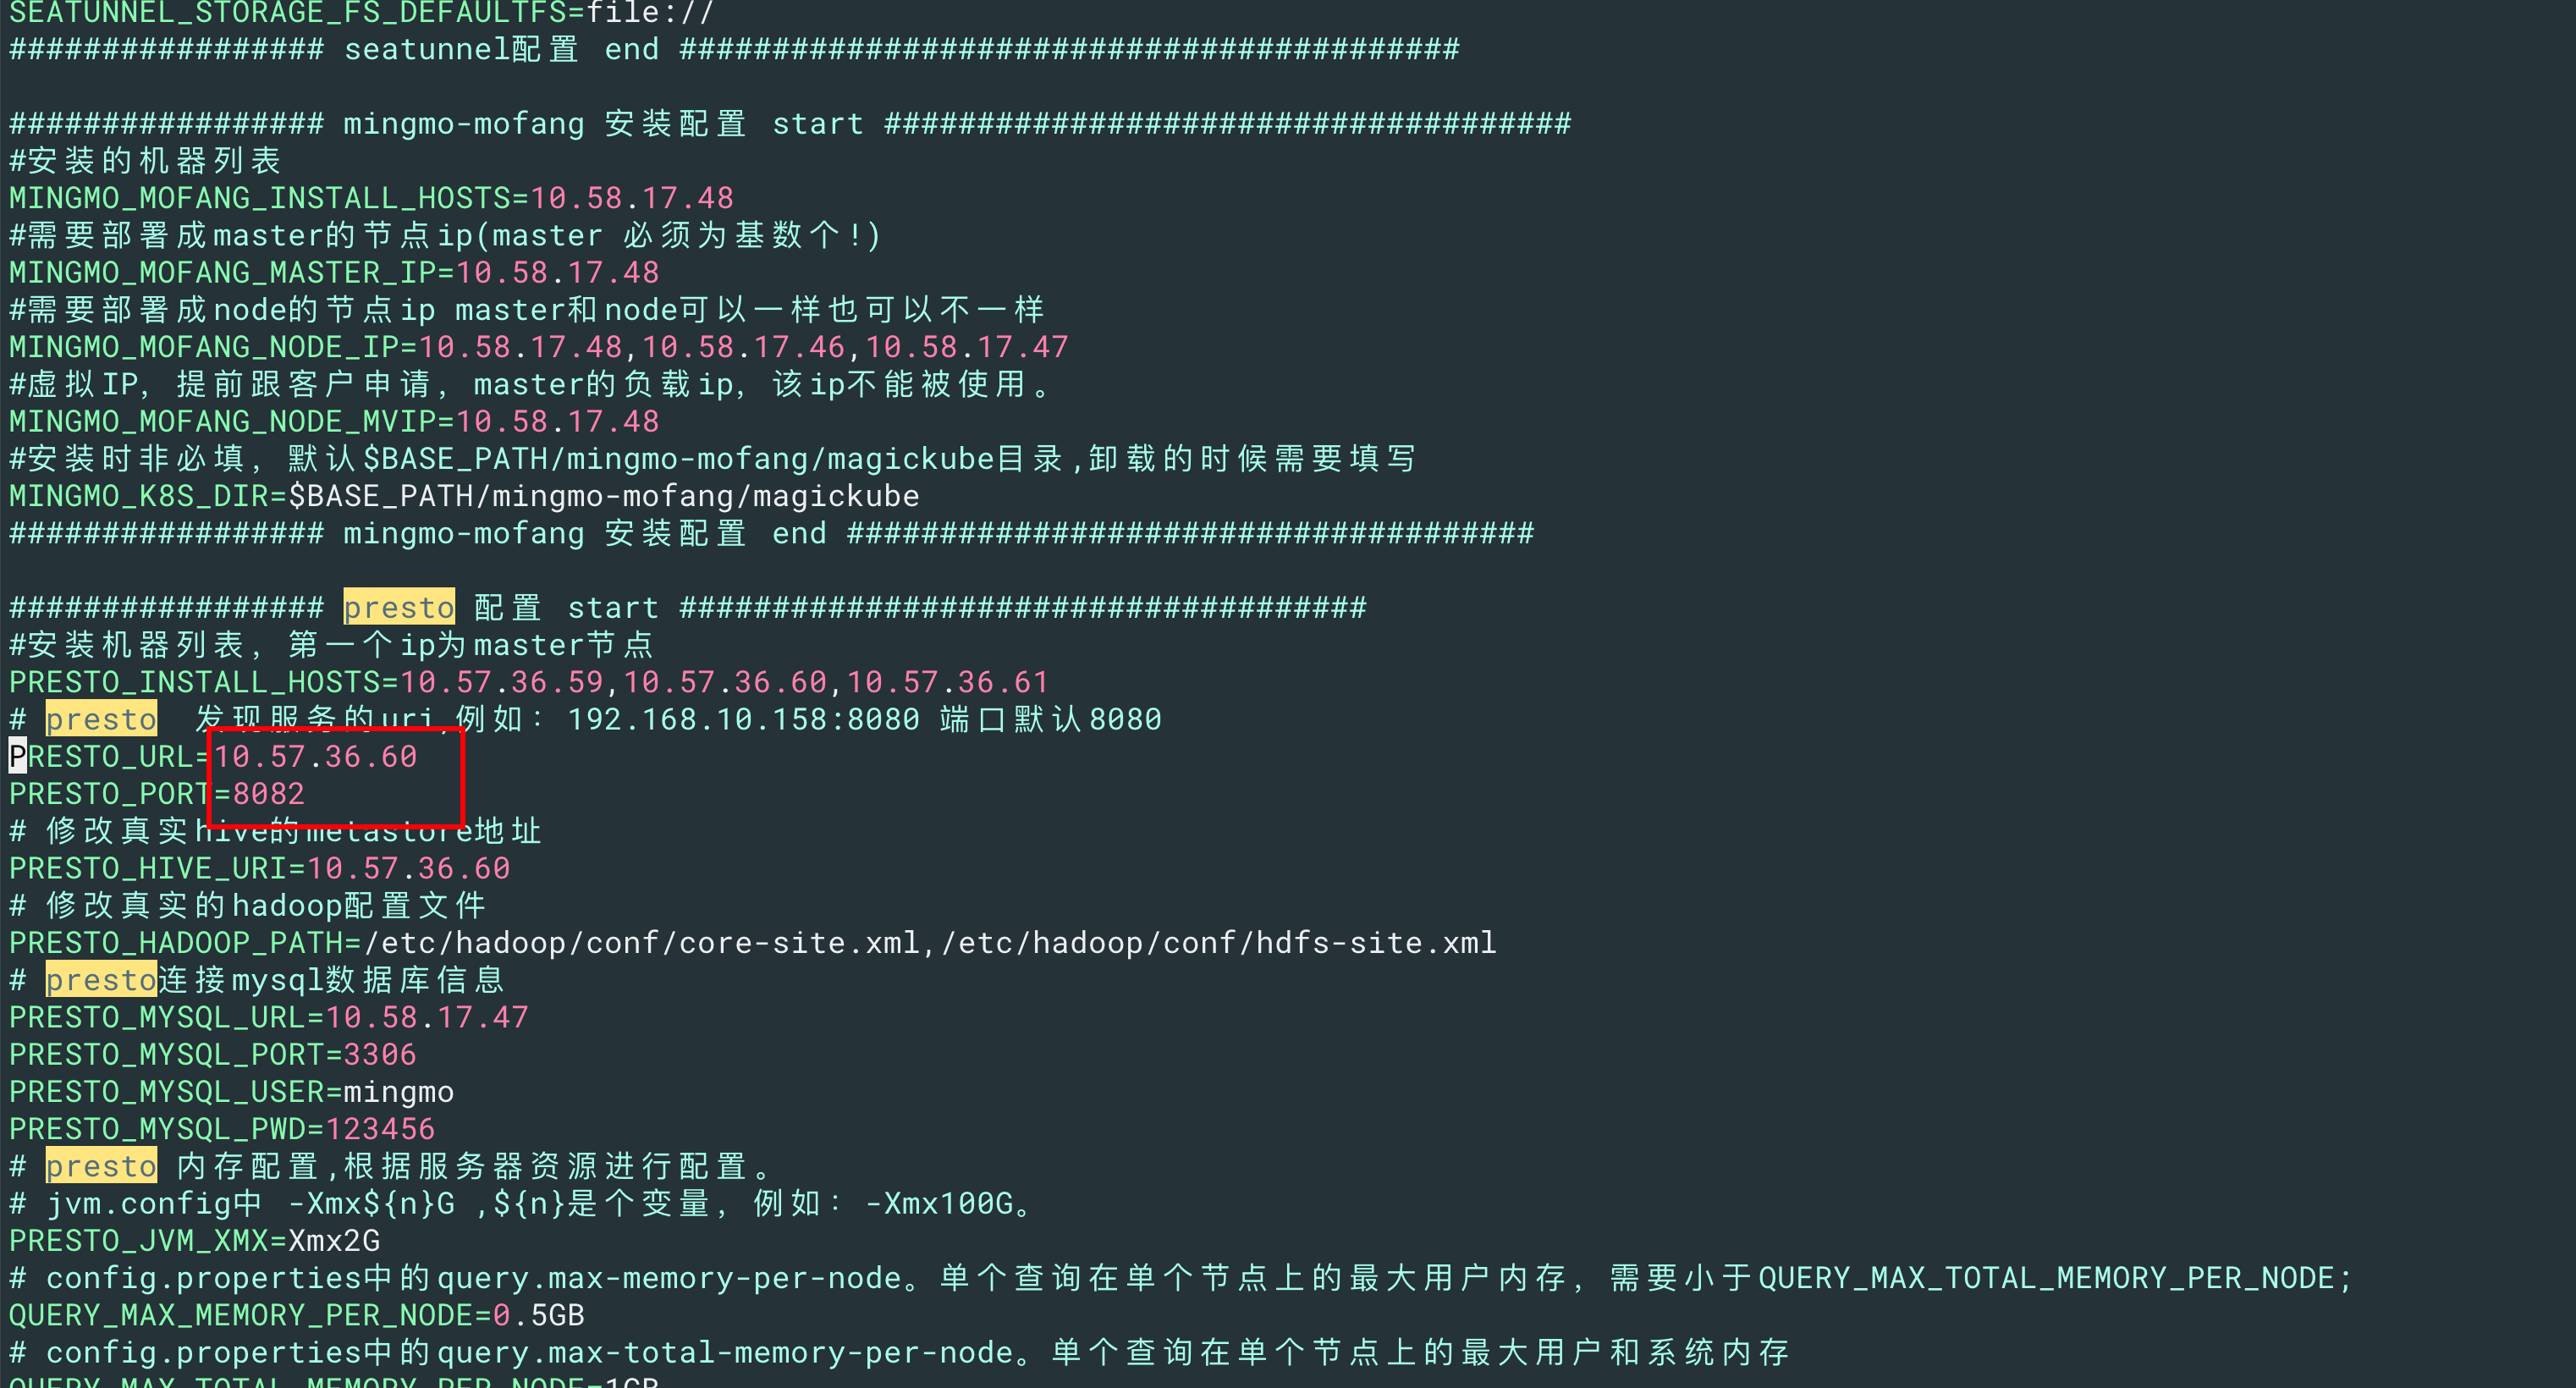 SEATUNNEL_STORAGE_FS_DEFAULTFS=file://
################# seatunnel配置 end ##########################################
################# mingmo-mofang 安装配置 start #####################################
#安装的机器列表
MINGMO_MOFANG_INSTALL_HOSTS=10.58.17.48
#需要部署成master的节点ip(master 必须为基数个!)
MINGMO_MOFANG_MASTER_IP=10.58.17.48
#需要部署成node的节点ip master和node可以一样也可以不一样
MINGMO_MOFANG_NODE_IP=10.58.17.48,10.58.17.46,10.58.17.47
#虚拟IP，提前跟客户申请，master的负载ip，该ip不能被使用。
MINGMO_MOFANG_NODE_MVIP=10.58.17.48
#安装时非必填，默认$BASE_PATH/mingmo-mofang/magickube目录,卸载的时候需要填写
MINGMO_K8S_DIR=$BASE_PATH/mingmo-mofang/magickube
################# mingmo-mofang 安装配置 end #####################################
################# presto 配置 start #####################################
#安装机器列表，第一个ip为master节点
PRESTO_INSTALL_HOSTS=10.57.36.59,10.57.36.60,10.57.36.61
# presto  发现服务的uri,例如：192.168.10.158:8080 端口默认8080
PRESTO_URL=10.57.36.60
PRESTO_PORT=8082
# 修改真实hive的metastore地址
PRESTO_HIVE_URI=10.57.36.60
# 修改真实的hadoop配置文件
PRESTO_HADOOP_PATH=/etc/hadoop/conf/core-site.xml,/etc/hadoop/conf/hdfs-site.xml
# presto连接mysql数据库信息
PRESTO_MYSQL_URL=10.58.17.47
PRESTO_MYSQL_PORT=3306
PRESTO_MYSQL_USER=mingmo
PRESTO_MYSQL_PWD=123456
# presto 内存配置,根据服务器资源进行配置。
# jvm.config中 -Xmx${n}G ,${n}是个变量，例如：-Xmx100G。
PRESTO_JVM_XMX=Xmx2G
# config.properties中的query.max-memory-per-node。单个查询在单个节点上的最大用户内存，需要小于QUERY_MAX_TOTAL_MEMORY_PER_NODE;
QUERY_MAX_MEMORY_PER_NODE=0.5GB
# config.properties中的query.max-total-memory-per-node。单个查询在单个节点上的最大用户和系统内存
QUERY_MAX_TOTAL_MEMORY_PER_NODE=1GB